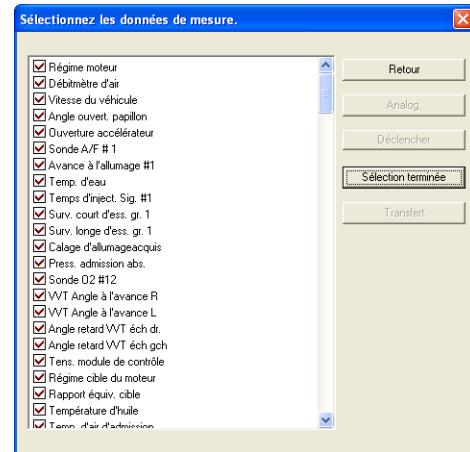 Sélectionnez les données de mesure.
Régime moteur
Débitmètre d'air
Vitesse du véhicule
Angle ouvert. papillon
Ouverture accélérateur
Sonde A/F # 1
Avance à l'allumage #1
Temp. d'eau
Temps d'inject. Sig. #1
Surv. court d'ess. gr. 1
Surv. longe d'ess. gr. 1
Calage d'allumageacquis
Press. admission abs.
Sonde O2 #12
VVT Angle à l'avance R
VVT Angle à l'avance L
Angle retard VVT éch dr.
Angle retard VVT éch gch
Tens. module de contrôle
Régime cible du moteur
Rapport équiv. cible
Température d'huile
Temp. d'air d'admission
Retour
Analog.
Déclencher
Sélection terminée
Transfert